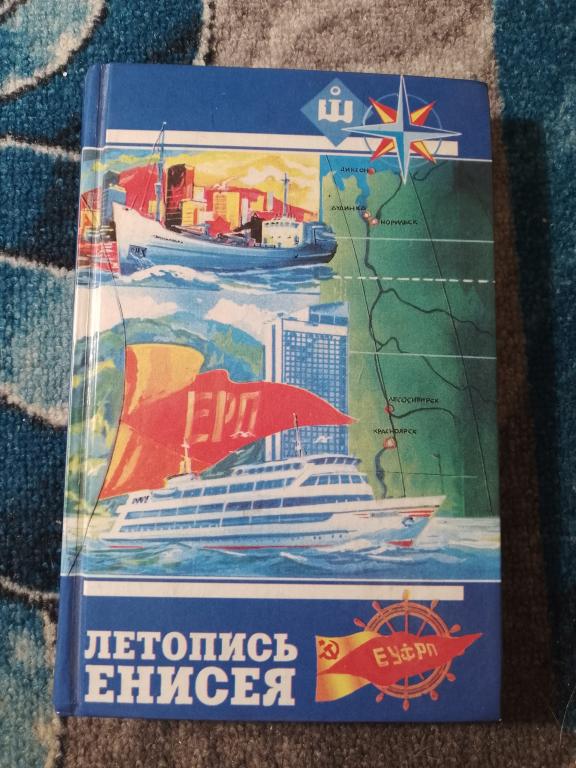 ДИКСОН
ДУДИНКА
НОРИЛЬСК
ЕРП
ЛЕСОСИБИРСК
КРАСНОЯРСК
ЕУФРП
ЛЕТОПИСЬ
ЕНИСЕЯ